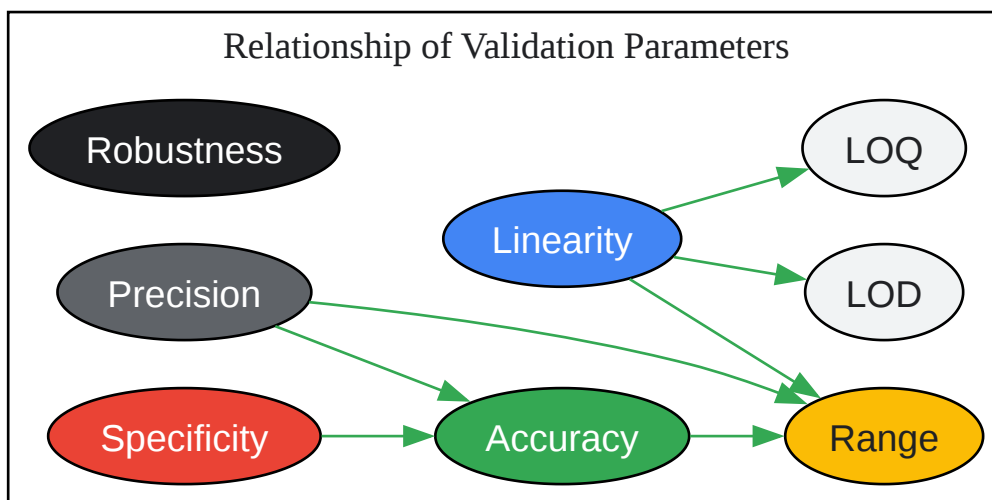 Relationship of Validation Parameters
Robustness
LOQ
Linearity
Precision
LOD
Specificity
Accuracy
Range